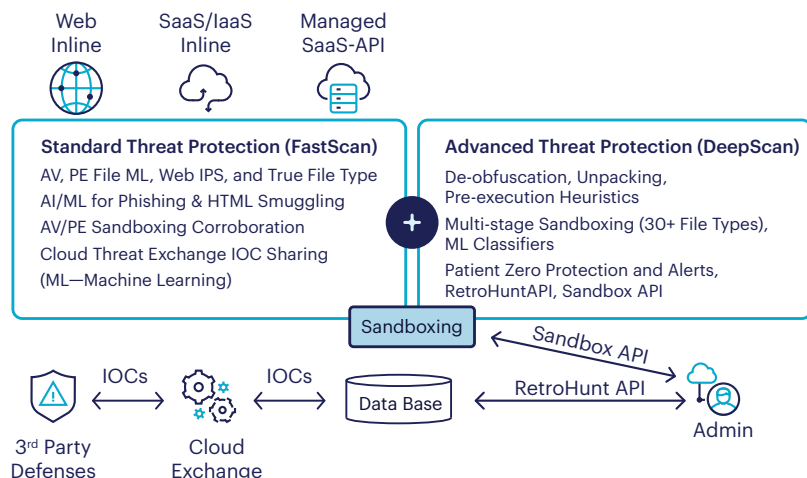 Web
Inline
SaaS/IaaS
Inline
Managed
SaaS-API
Standard Threat Protection (FastScan)
AV, PE File ML, Web IPS, and True File Type
AI/ML for Phishing & HTML Smuggling
AV/PE Sandboxing Corroboration
Cloud Threat Exchange IOC Sharing
(ML—Machine Learning)
+
Advanced Threat Protection (DeepScan)
De-obfuscation, Unpacking,
Pre-execution Heuristics
Multi-stage Sandboxing (30+ File Types),
ML Classifiers
Patient Zero Protection and Alerts,
RetroHuntAPI, Sandbox API
Sandboxing
Sandbox API
IOCs
IOCs
Data Base
RetroHunt API
3rd Party
Defenses
Cloud
Exchange
Admin